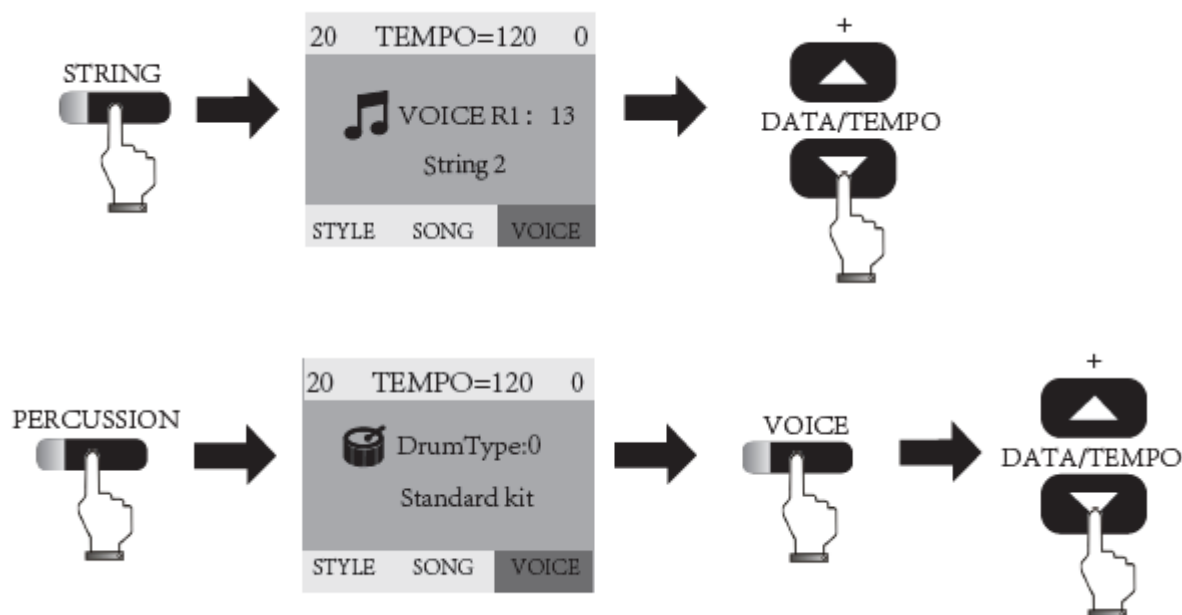 STRING
20 TEMPO=120 0
VOICE R1: 13
String 2
STYLE SONG VOICE
+
DATA/TEMPO
PERCUSSION
20 TEMPO=120 0
DrumType:0
Standard kit
STYLE SONG VOICE
VOICE
+
DATA/TEMPO